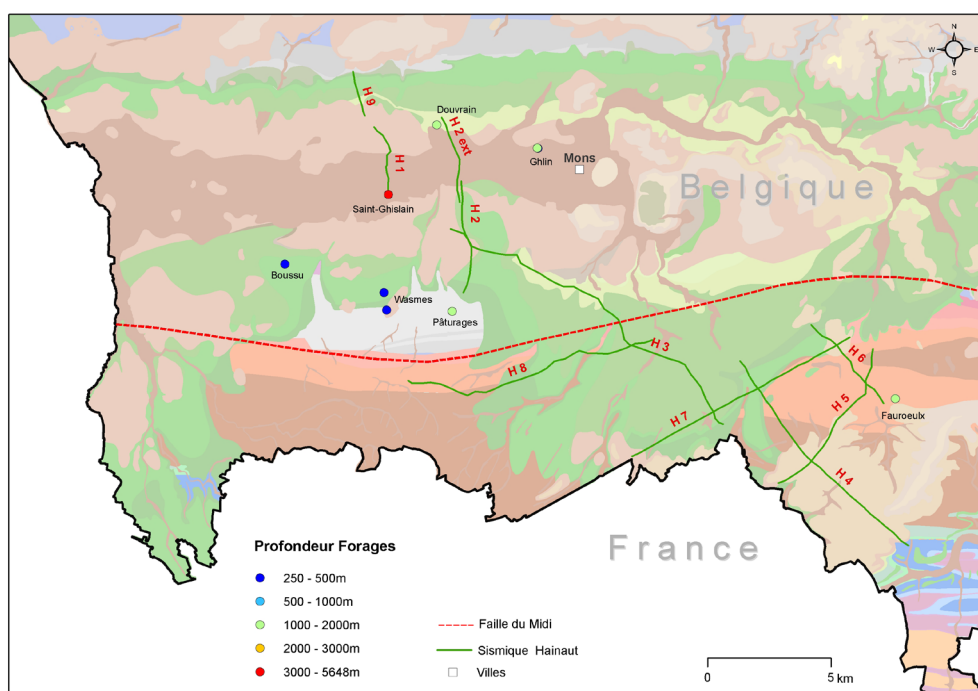 N
W
E
S
H 9
Douvrain
H 2 ext
H 1
Ghlin
Mons
Saint-Ghislain
H 2
Belgique
Boussu
Wasmes
Pâturages
H 3
H 8
H 6
H 5
H 7
Fauroeulx
H 4
France
Profondeur Forages
250 - 500m
500 - 1000m
1000 - 2000m
2000 - 3000m
3000 - 5648m
Faille du Midi
Sismique Hainaut
Villes
0
5 km